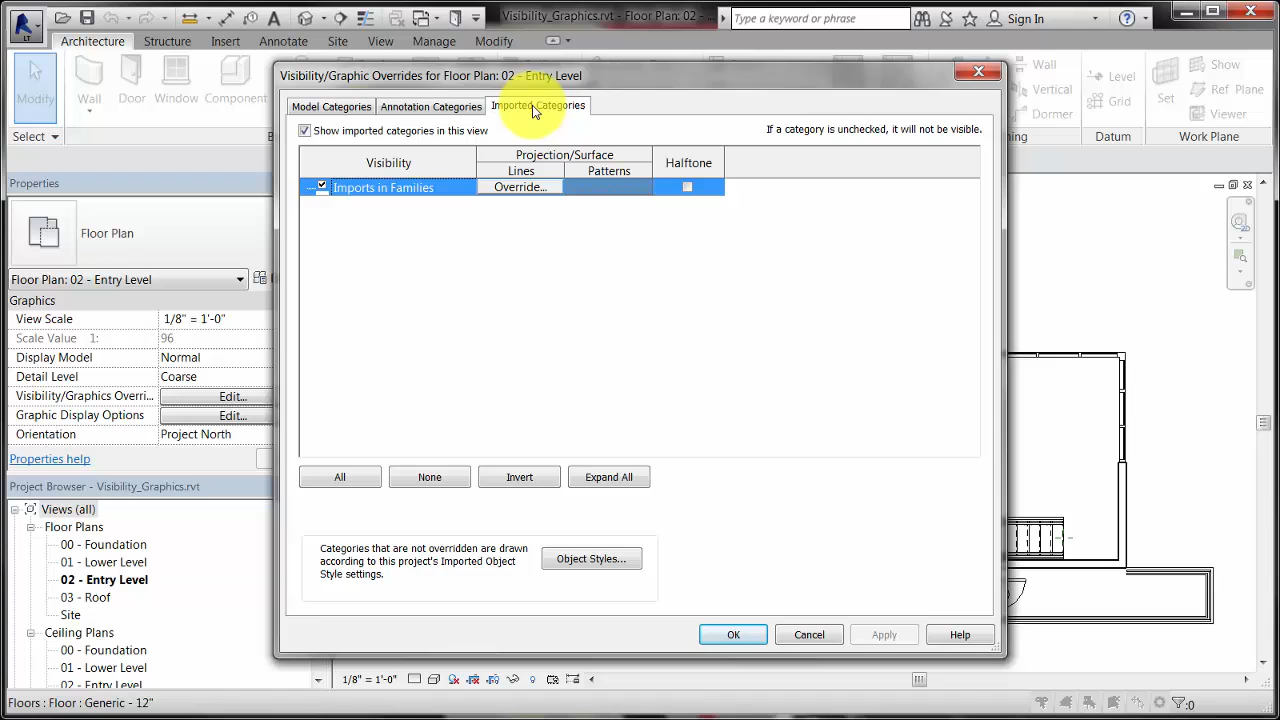 Visibility_Graphics.rvt - Floor Plan: 02 - ...
Type a keyword or phrase
Sign In
LT
Architecture Structure Insert Annotate Site View Manage Modify
Modify
Wall
Door
Window
Component
Wall
Vertical
Dormer
Level
Grid
Set
Show
Ref Plane
Viewer
Select
Datum
Work Plane
Properties
Floor Plan
Floor Plan: 02 - Entry Level
Graphics
View Scale 1/8" = 1'-0"
Scale Value 1: 96
Display Model Normal
Detail Level Coarse
Visibility/Graphics Overri... Edit...
Graphic Display Options Edit...
Orientation Project North
Properties help
Project Browser - Visibility_Graphics.rvt
Views (all)
Floor Plans
00 - Foundation
01 - Lower Level
02 - Entry Level
03 - Roof
Site
Ceiling Plans
00 - Foundation
01 - Lower Level
02 - Entry Level
Visibility/Graphic Overrides for Floor Plan: 02 - Entry Level
Model Categories Annotation Categories Imported Categories
Show imported categories in this view
If a category is unchecked, it will not be visible.
Visibility
Projection/Surface
Lines Patterns
Halftone
Imports in Families
Override...
All None Invert Expand All
Categories that are not overridden are drawn
according to this project's Imported Object
Style settings.
Object Styles...
OK Cancel Apply Help
1/8" = 1'-0"
Floors : Floor : Generic - 12"
:0